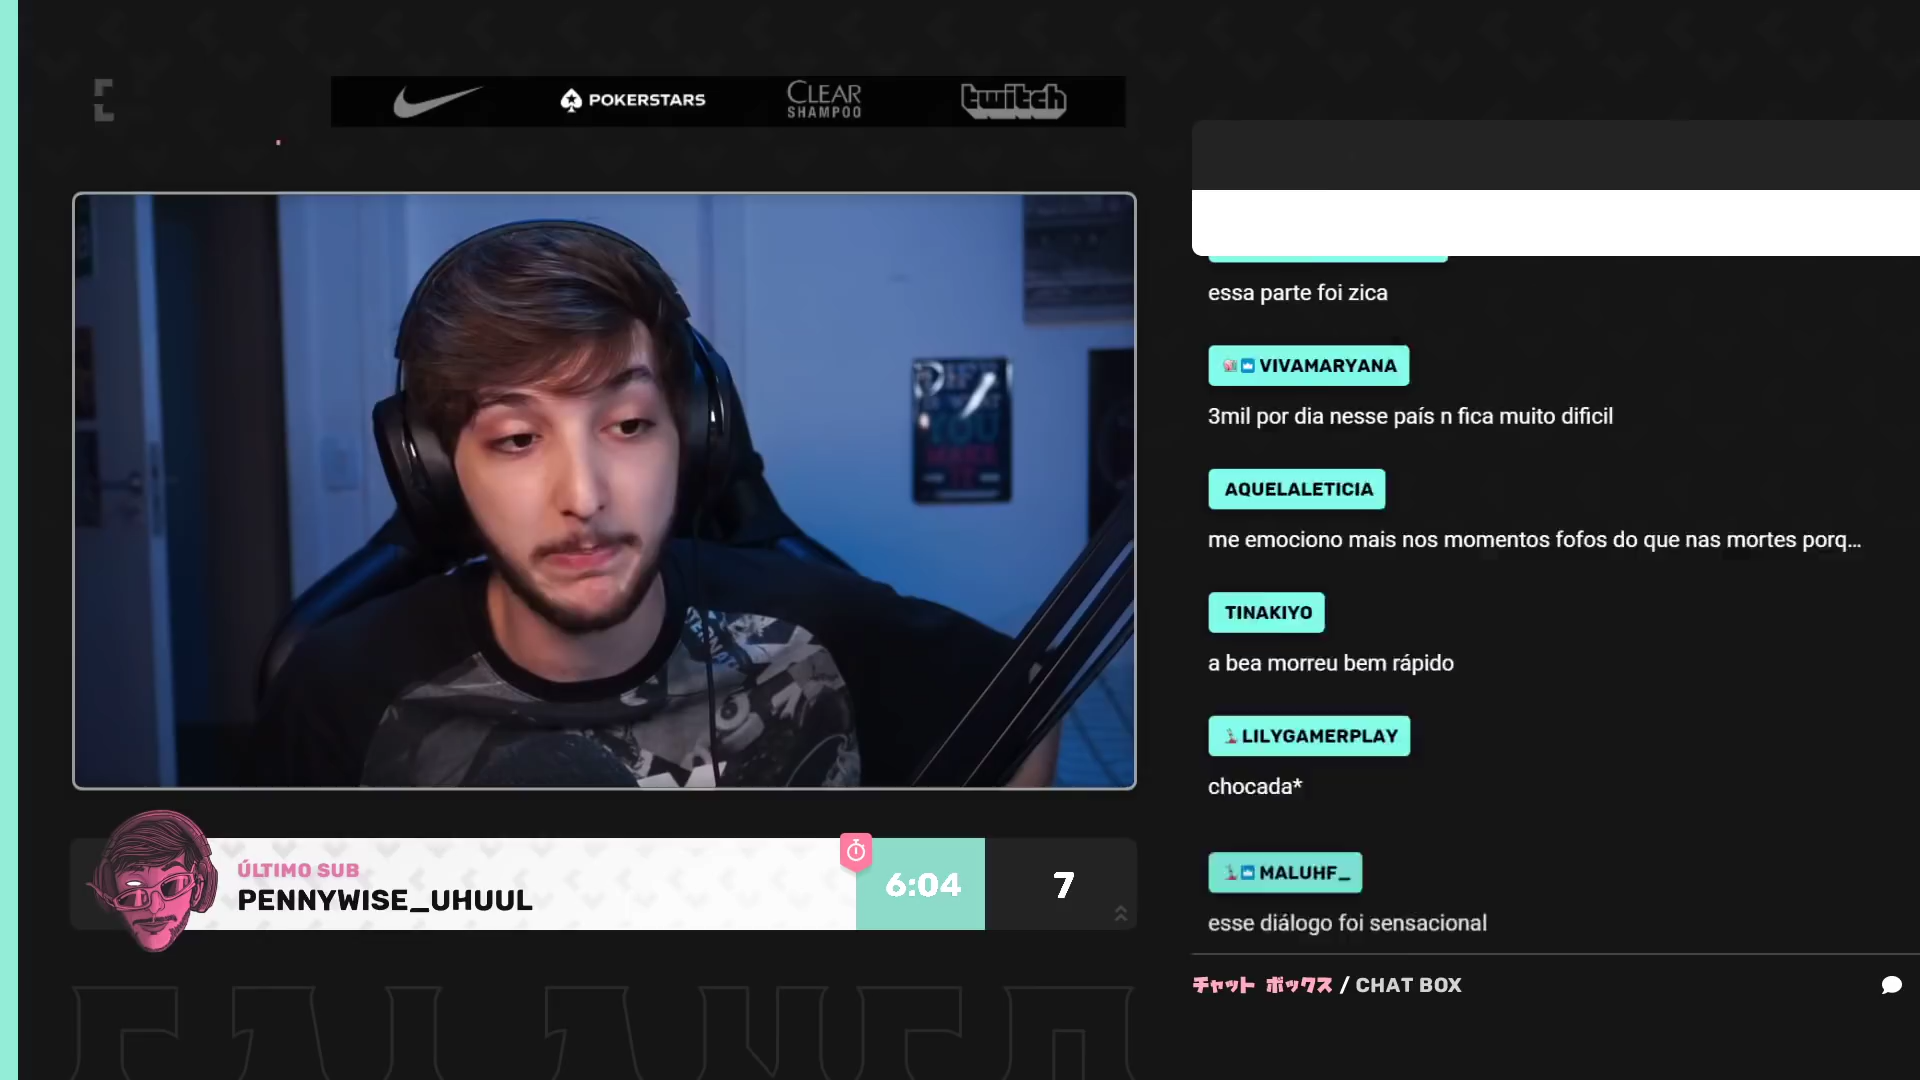 POKERSTARS
CLEAR
SHAMPOO
twitch
YOU
MAKE
IT
essa parte foi zica
VIVAMARYANA
3mil por dia nesse país n fica muito dificil
AQUELALETICIA
me emociono mais nos momentos fofos do que nas mortes porq...
TINAKIYO
a bea morreu bem rápido
LILYGAMERPLAY
chocada*
MALUHF_
esse diálogo foi sensacional
チャット ボックス / CHAT BOX
ÚLTIMO SUB
PENNYWISE_UHUUL
6:04
7